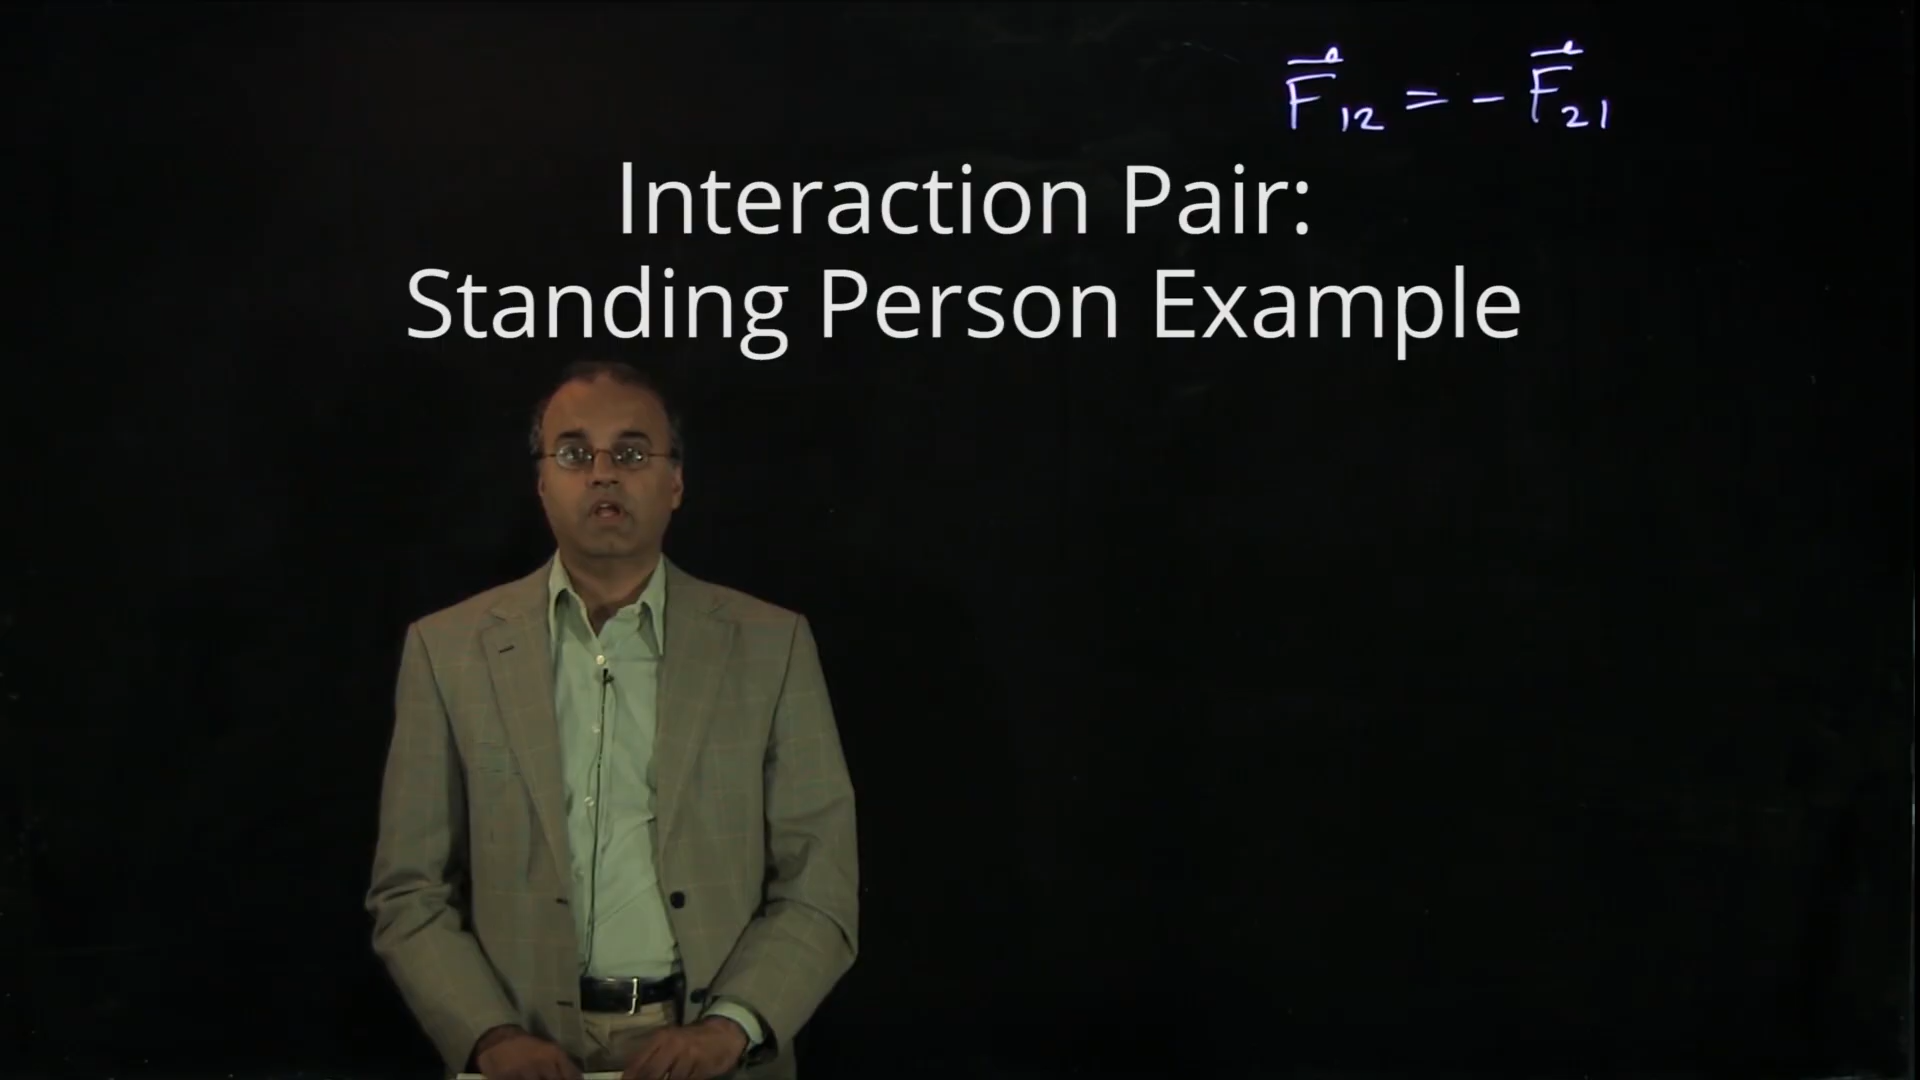 F⃗₁₂ = - F⃗₂₁
Interaction Pair:
Standing Person Example